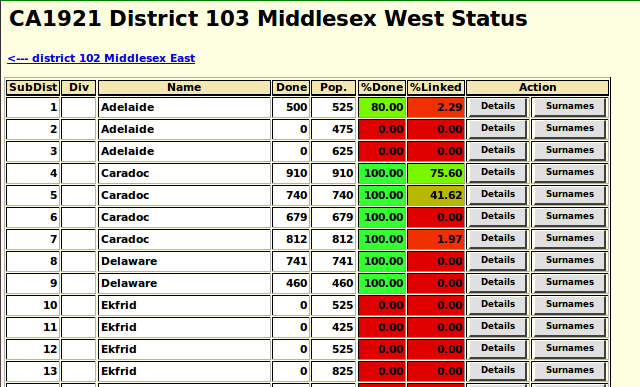 CA1921 District 103 Middlesex West Status
<--- district 102 Middlesex East
SubDist Div Name Done Pop. %Done %Linked Action
1 Adelaide 500 525 80.00 2.29 Details Surnames
2 Adelaide 0 475 0.00 0.00 Details Surnames
3 Adelaide 0 625 0.00 0.00 Details Surnames
4 Caradoc 910 910 100.00 75.60 Details Surnames
5 Caradoc 740 740 100.00 41.62 Details Surnames
6 Caradoc 679 679 100.00 0.00 Details Surnames
7 Caradoc 812 812 100.00 1.97 Details Surnames
8 Delaware 741 741 100.00 0.00 Details Surnames
9 Delaware 460 460 100.00 0.00 Details Surnames
10 Ekfrid 0 525 0.00 0.00 Details Surnames
11 Ekfrid 0 425 0.00 0.00 Details Surnames
12 Ekfrid 0 525 0.00 0.00 Details Surnames
13 Ekfrid 0 825 0.00 0.00 Details Surnames